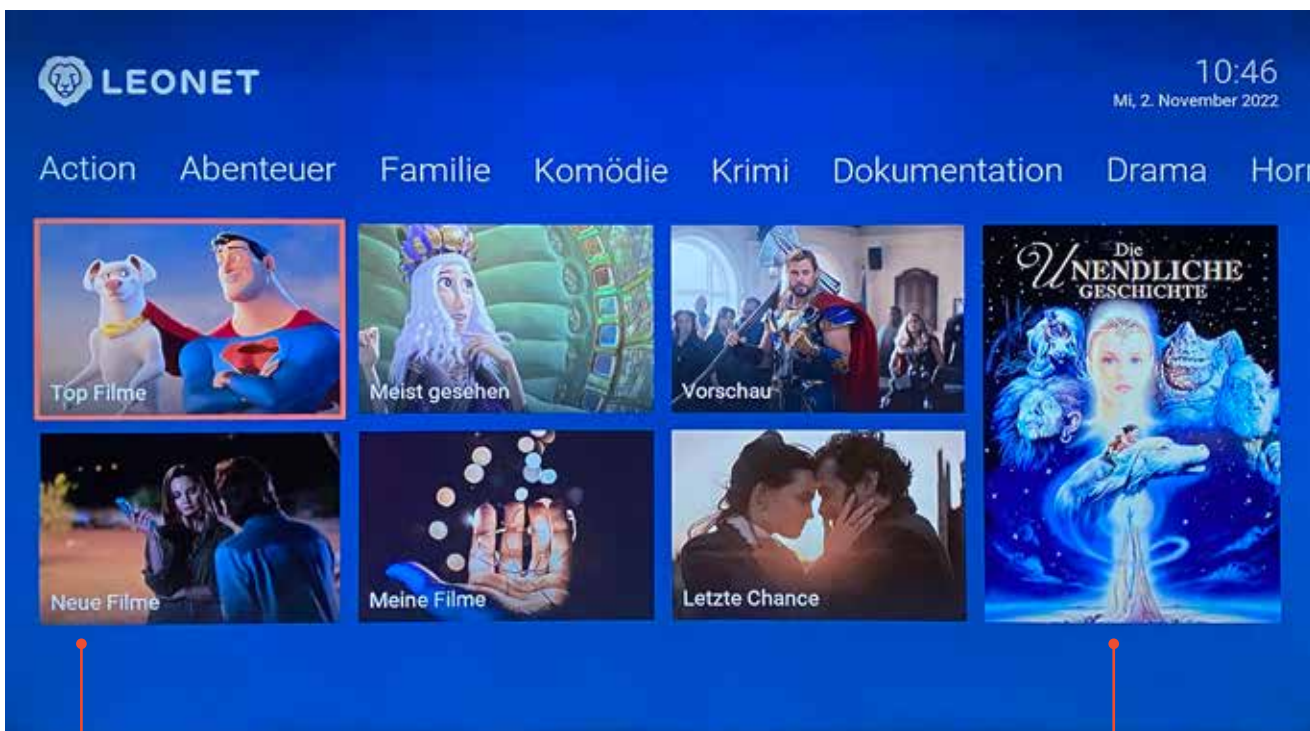 LEONET
10:46
Mi, 2. November 2022
Action Abenteuer Familie Komödie Krimi Dokumentation Drama Horr
Top Filme
Meist gesehen
Vorschau
Die
UNENDLICHE
GESCHICHTE
Neue Filme
Meine Filme
Letzte Chance